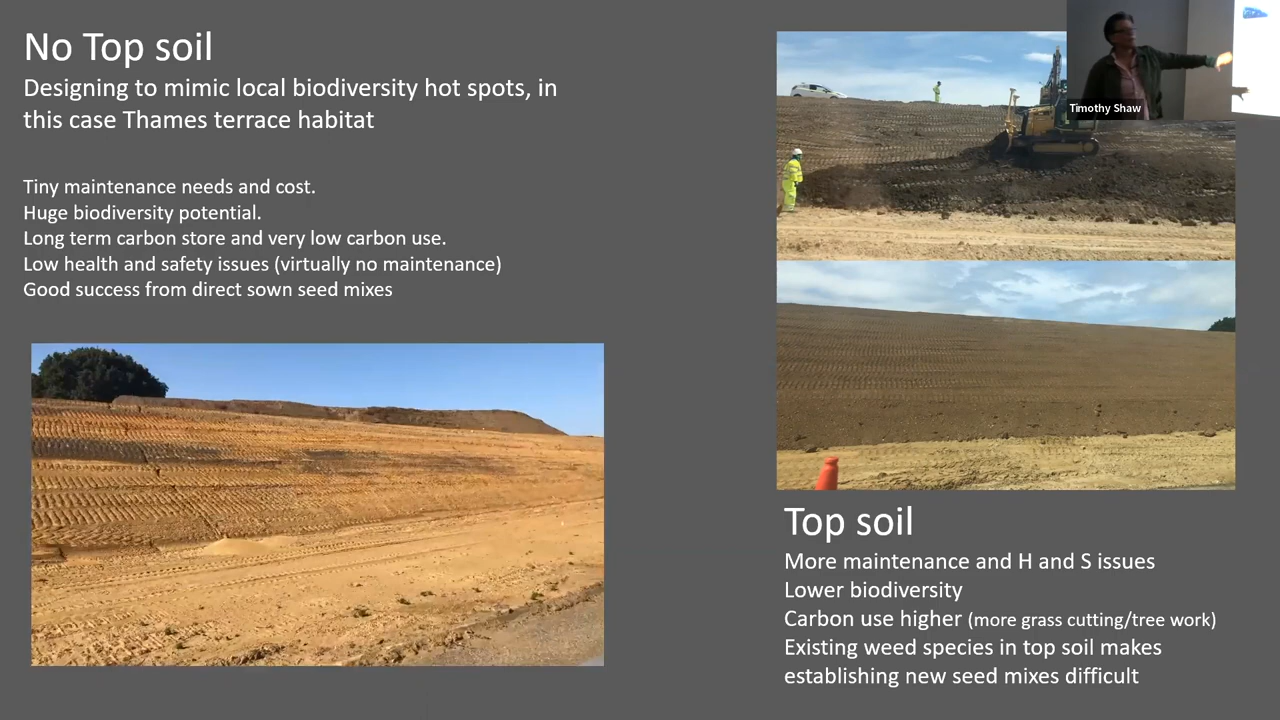 No Top soil
Designing to mimic local biodiversity hot spots, in
this case Thames terrace habitat
Tiny maintenance needs and cost.
Huge biodiversity potential.
Long term carbon store and very low carbon use.
Low health and safety issues (virtually no maintenance)
Good success from direct sown seed mixes
Timothy Shaw
Top soil
More maintenance and H and S issues
Lower biodiversity
Carbon use higher (more grass cutting/tree work)
Existing weed species in top soil makes
establishing new seed mixes difficult